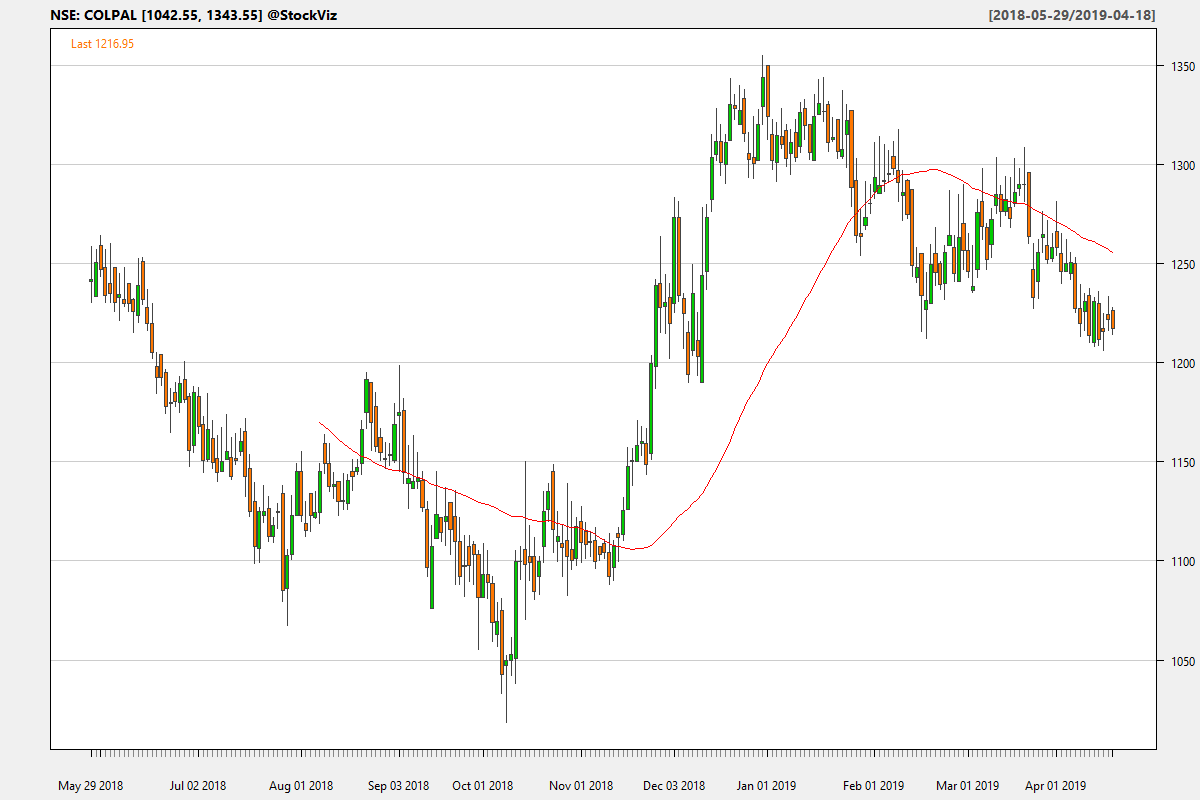 NSE: COLPAL [1042.55, 1343.55] @StockViz [2018-05-29/2019-04-18]
Last 1216.95
1350
1300
1250
1200
1150
1100
1050
May 29 2018 Jul 02 2018 Aug 01 2018 Sep 03 2018 Oct 01 2018 Nov 01 2018 Dec 03 2018 Jan 01 2019 Feb 01 2019 Mar 01 2019 Apr 01 2019